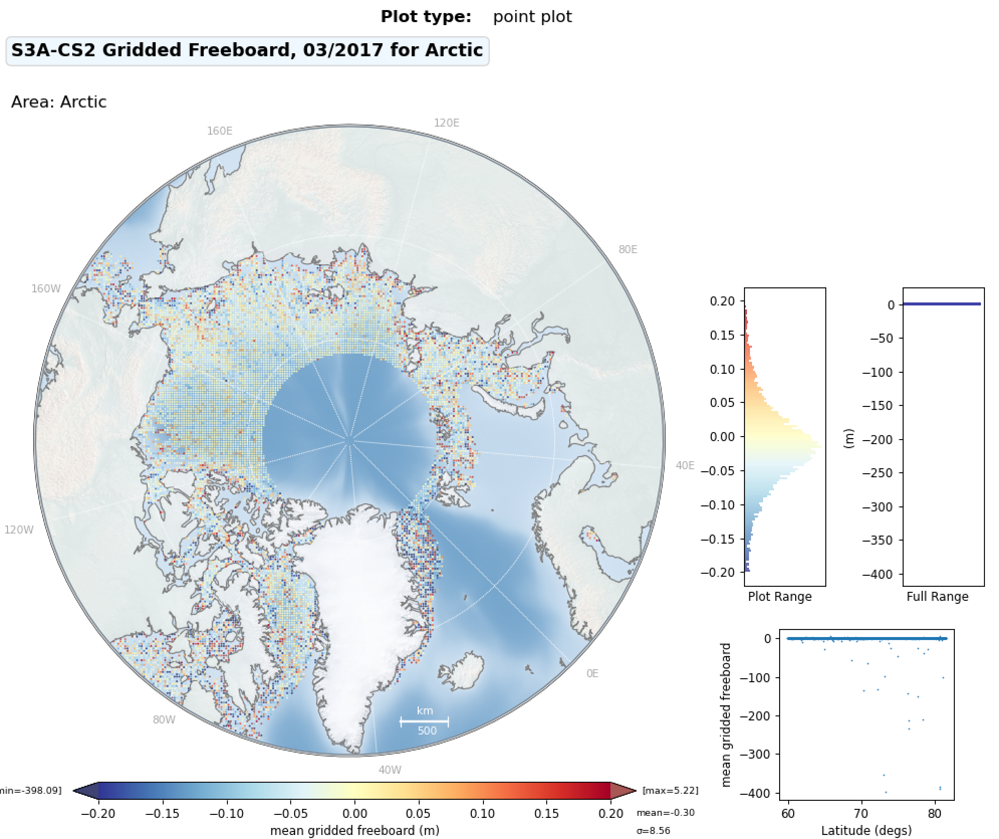 Plot type: point plot
S3A-CS2 Gridded Freeboard, 03/2017 for Arctic
Area: Arctic
120E
160E
80E
160W
40E
120W
80W
0E
40W
km
500
0.20
0.15
0.10
0.05
0.00
−0.05
−0.10
−0.15
−0.20
Plot Range
(m)
0
−50
−100
−150
−200
−250
−300
−350
−400
Full Range
mean gridded freeboard
0
−100
−200
−300
−400
60 70 80
Latitude (degs)
min=-398.09]
[max=5.22]
−0.20 −0.15 −0.10 −0.05 0.00 0.05 0.10 0.15 0.20
mean=-0.30
mean gridded freeboard (m)
σ=8.56